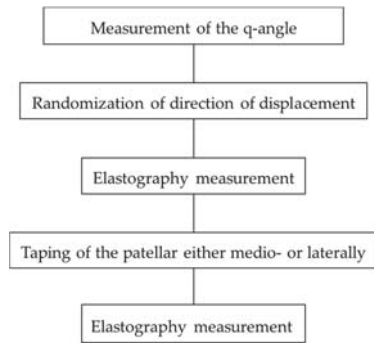 Measurement of the q-angle
Randomization of direction of displacement
Elastography measurement
Taping of the patellar either medio- or laterally
Elastography measurement